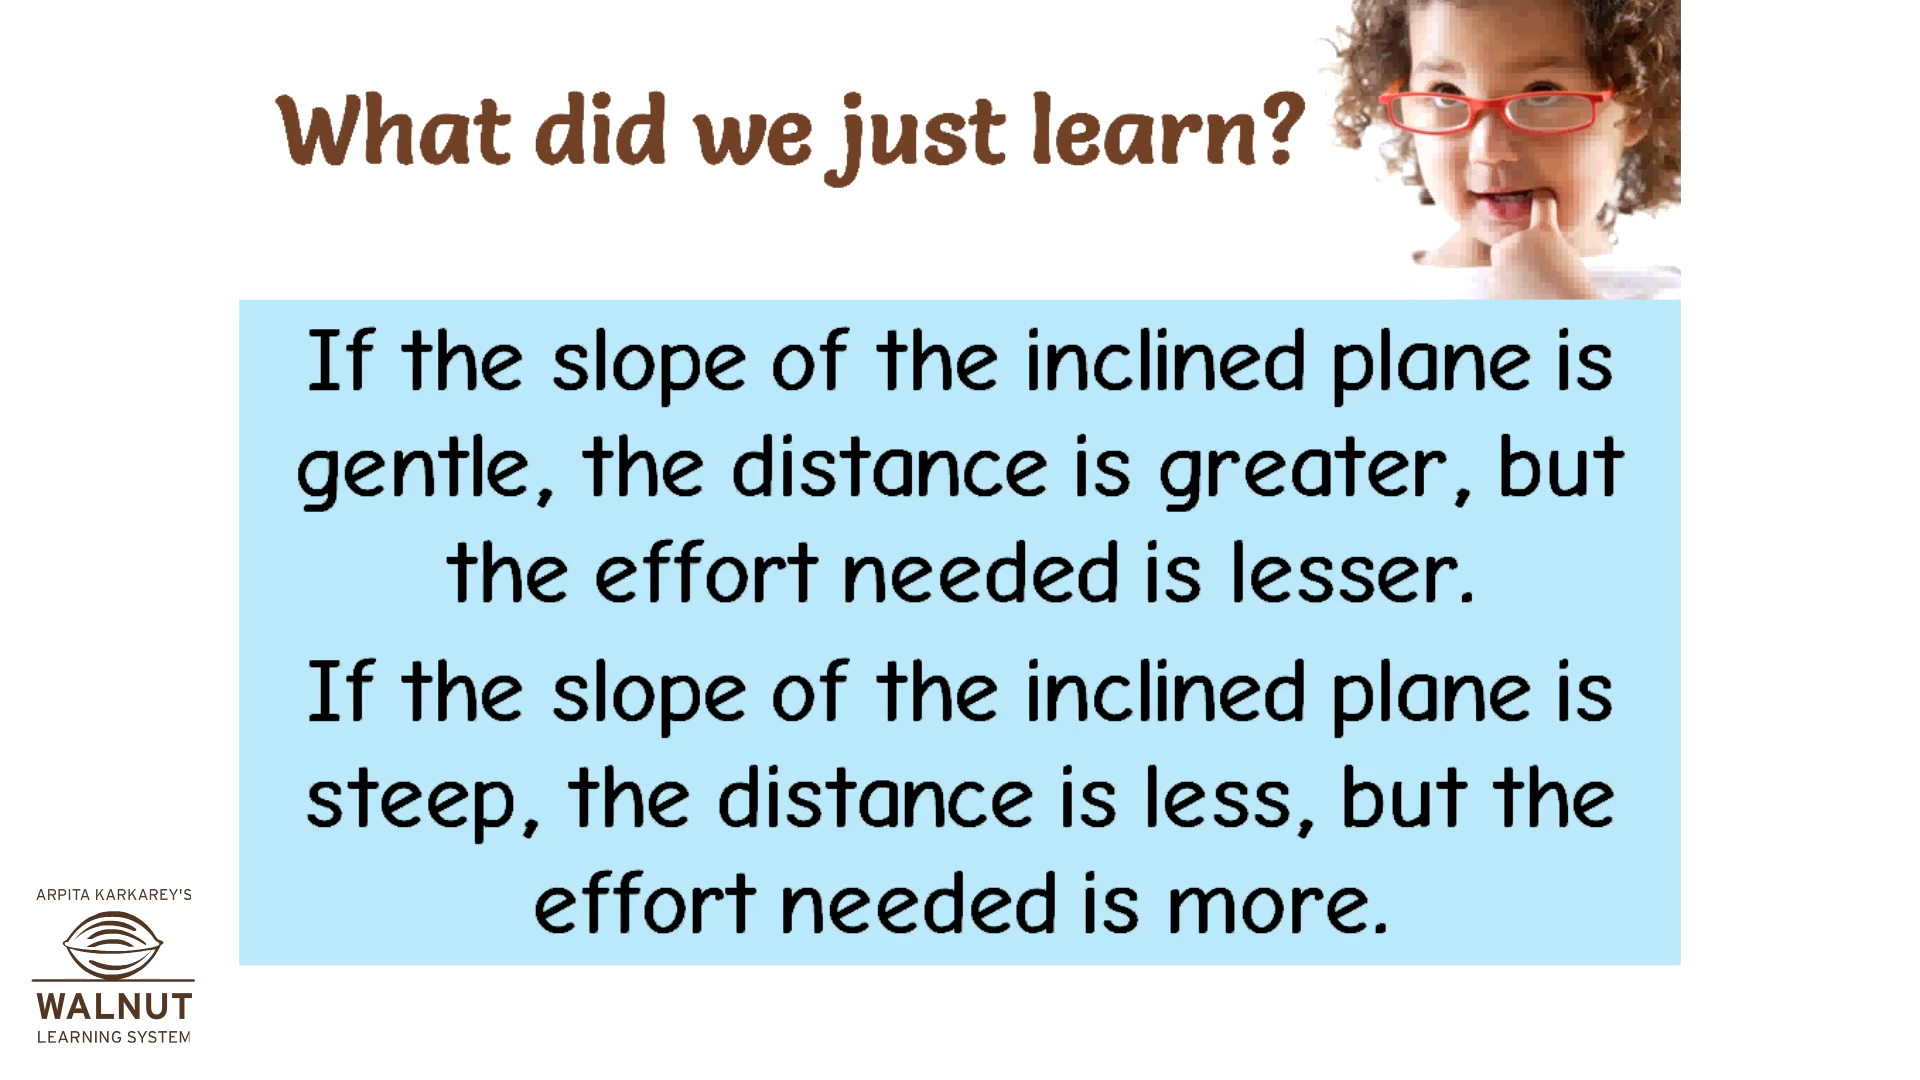 What did we just learn?
If the slope of the inclined plane is
gentle, the distance is greater, but
the effort needed is lesser.
If the slope of the inclined plane is
steep, the distance is less, but the
effort needed is more.
ARPITA KARKAREY'S
WALNUT
LEARNING SYSTEM